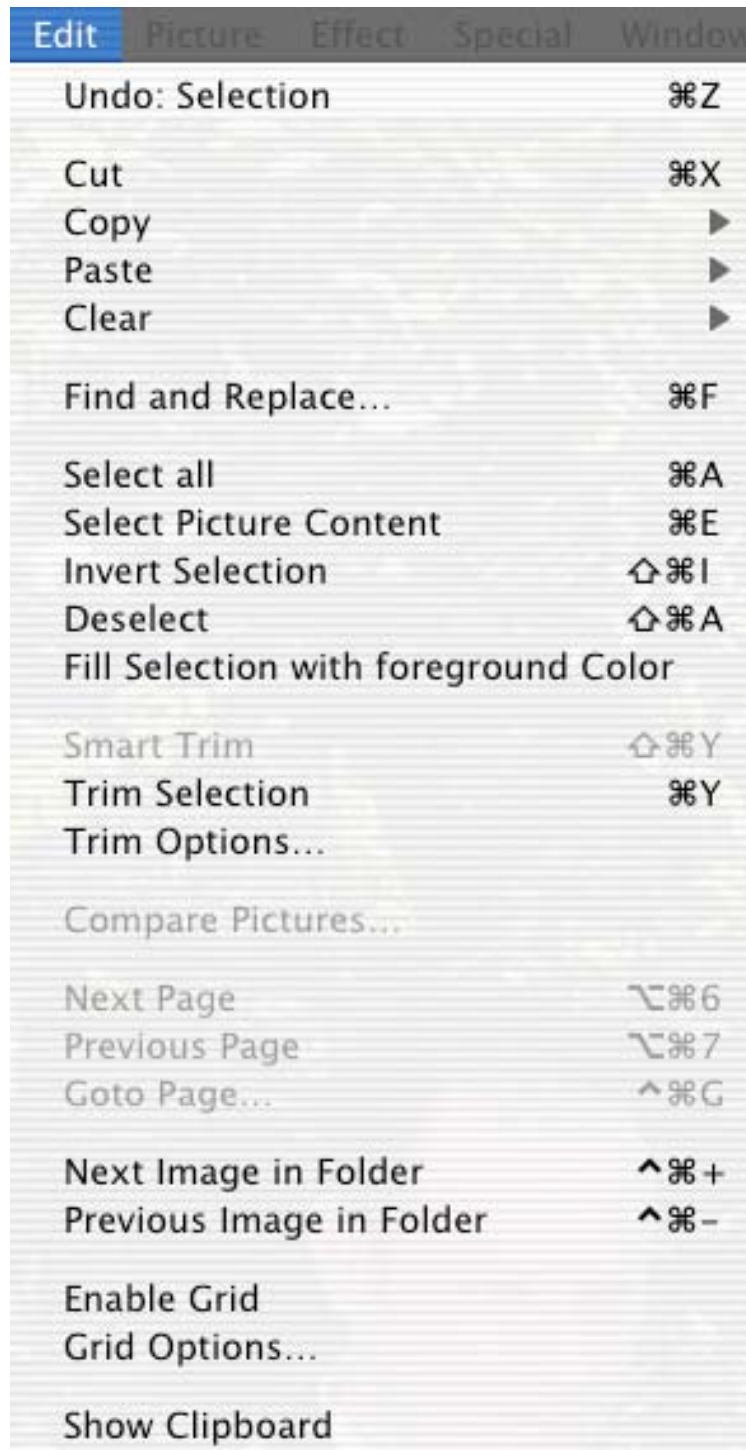 Edit Picture Effect Special Window
Undo: Selection ⌘Z
Cut ⌘X
Copy ▶
Paste ▶
Clear ▶
Find and Replace... ⌘F
Select all ⌘A
Select Picture Content ⌘E
Invert Selection ⇧⌘I
Deselect ⇧⌘A
Fill Selection with foreground Color
Smart Trim ⇧⌘Y
Trim Selection ⌘Y
Trim Options...
Compare Pictures...
Next Page ⌥⌘6
Previous Page ⌥⌘7
Goto Page... ^⌘G
Next Image in Folder ^⌘+
Previous Image in Folder ^⌘-
Enable Grid
Grid Options...
Show Clipboard